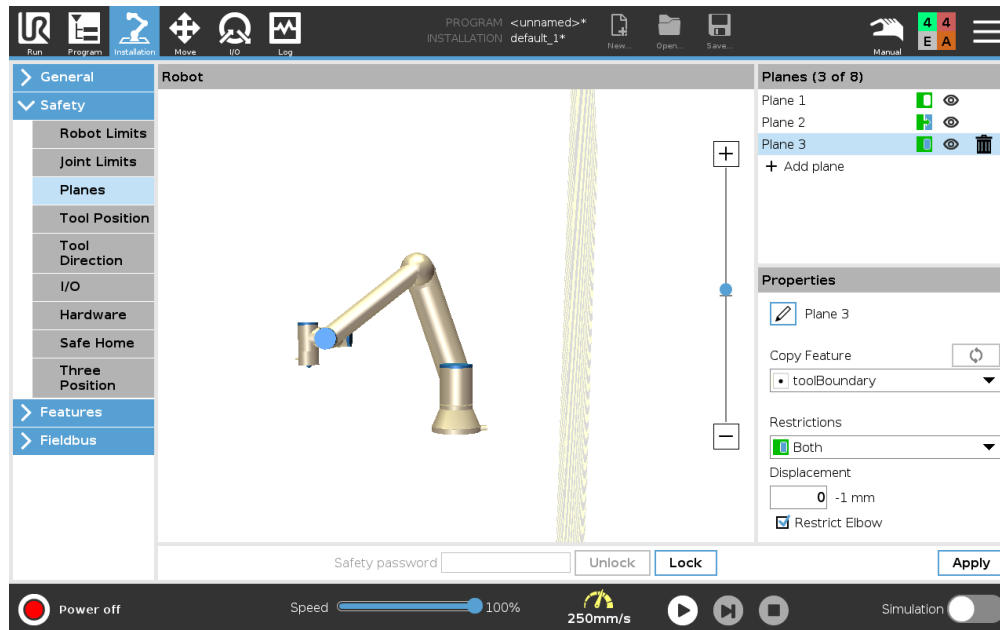 PROGRAM <unnamed>*
INSTALLATION default_1*
UR
Run
Program
Installation
Move
I/O
Log
New...
Open...
Save...
Manual
4 4
E A
General
Safety
Robot Limits
Joint Limits
Planes
Tool Position
Tool
Direction
I/O
Hardware
Safe Home
Three
Position
Features
Fieldbus
Robot
Planes (3 of 8)
Plane 1
Plane 2
Plane 3
+ Add plane
Properties
Plane 3
Copy Feature
toolBoundary
Restrictions
Both
Displacement
0 -1 mm
Restrict Elbow
Safety password
Unlock
Lock
Apply
Power off
Speed
100%
250mm/s
Simulation